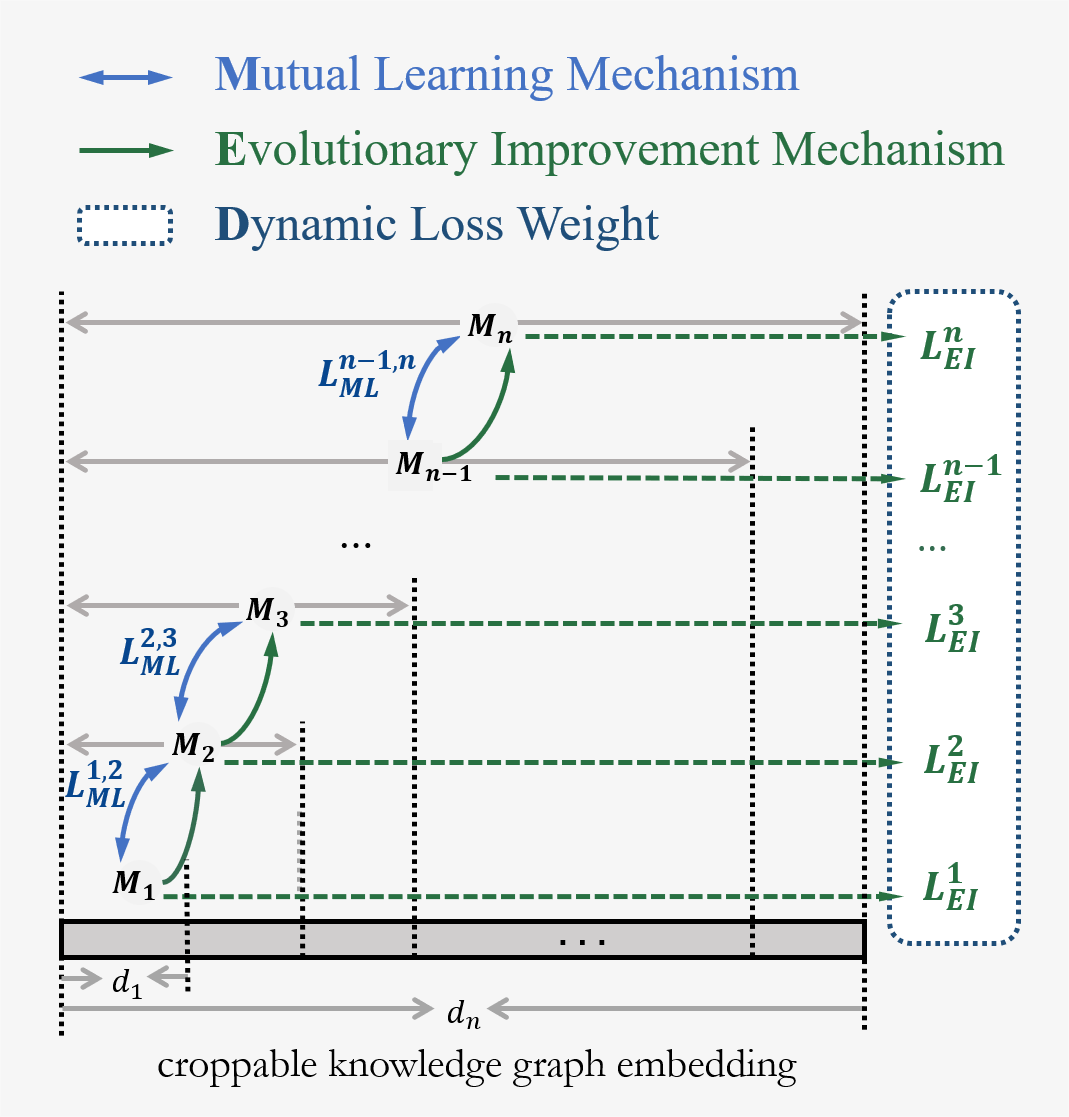 Mutual Learning Mechanism
Evolutionary Improvement Mechanism
Dynamic Loss Weight
M_n
L_{EI}^{n}
L_{ML}^{n-1,n}
M_{n-1}
L_{EI}^{n-1}
...
...
M_3
L_{EI}^{3}
L_{ML}^{2,3}
M_2
L_{EI}^{2}
L_{ML}^{1,2}
M_1
L_{EI}^{1}
...
d_1
d_n
croppable knowledge graph embedding